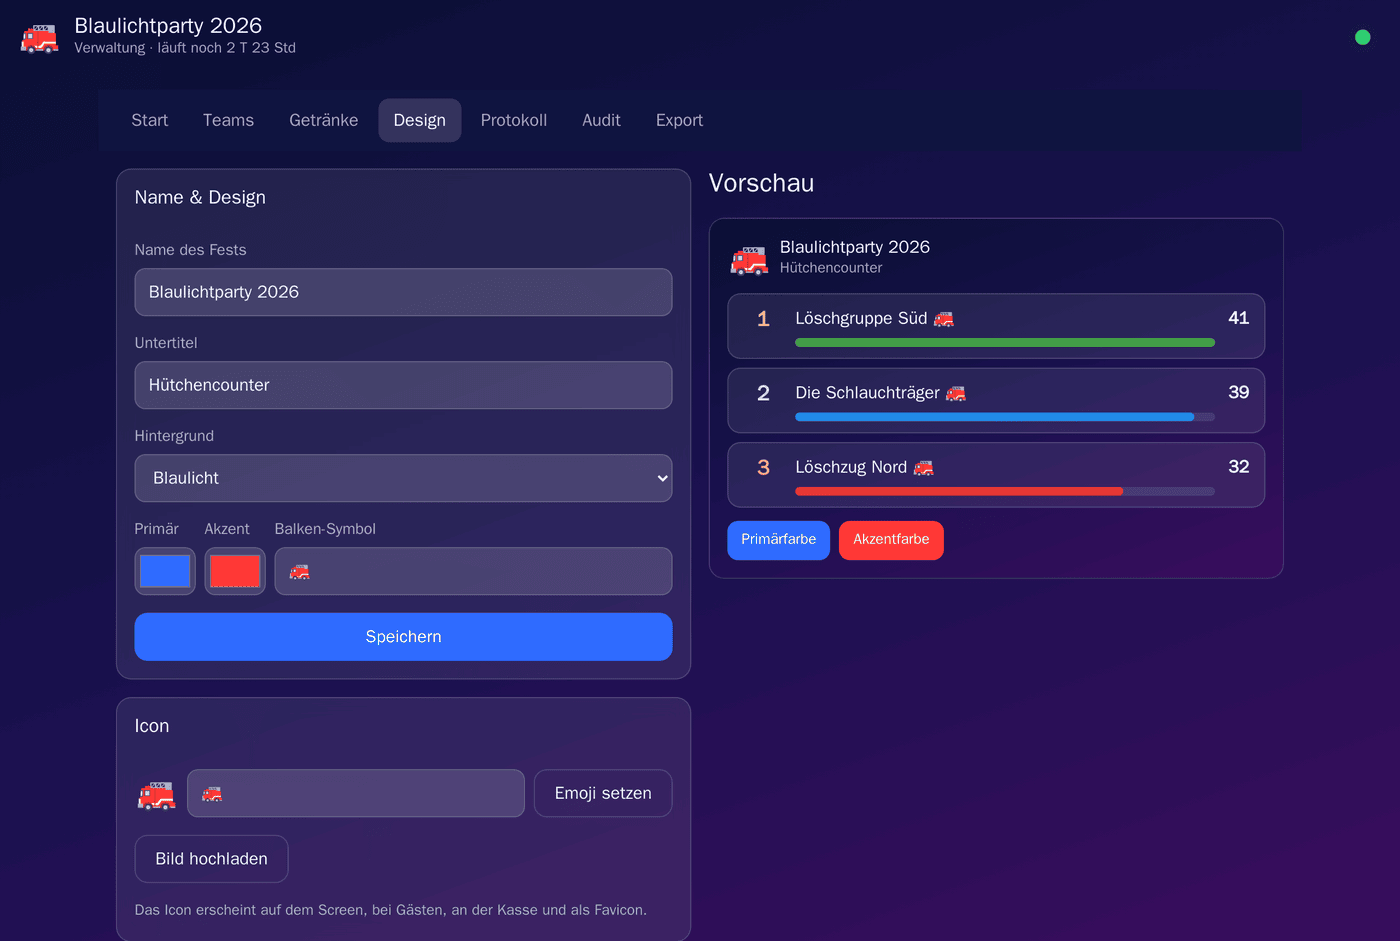 Blaulichtparty 2026
Verwaltung · läuft noch 2 T 23 Std
Start Teams Getränke Design Protokoll Audit Export
Name & Design
Name des Fests
Blaulichtparty 2026
Untertitel
Hütchencounter
Hintergrund
Blaulicht
Primär Akzent Balken-Symbol
Speichern
Icon
Emoji setzen
Bild hochladen
Das Icon erscheint auf dem Screen, bei Gästen, an der Kasse und als Favicon.
Vorschau
Blaulichtparty 2026
Hütchencounter
1 Löschgruppe Süd 🚒 41
2 Die Schlauchträger 🚒 39
3 Löschzug Nord 🚒 32
Primärfarbe Akzentfarbe